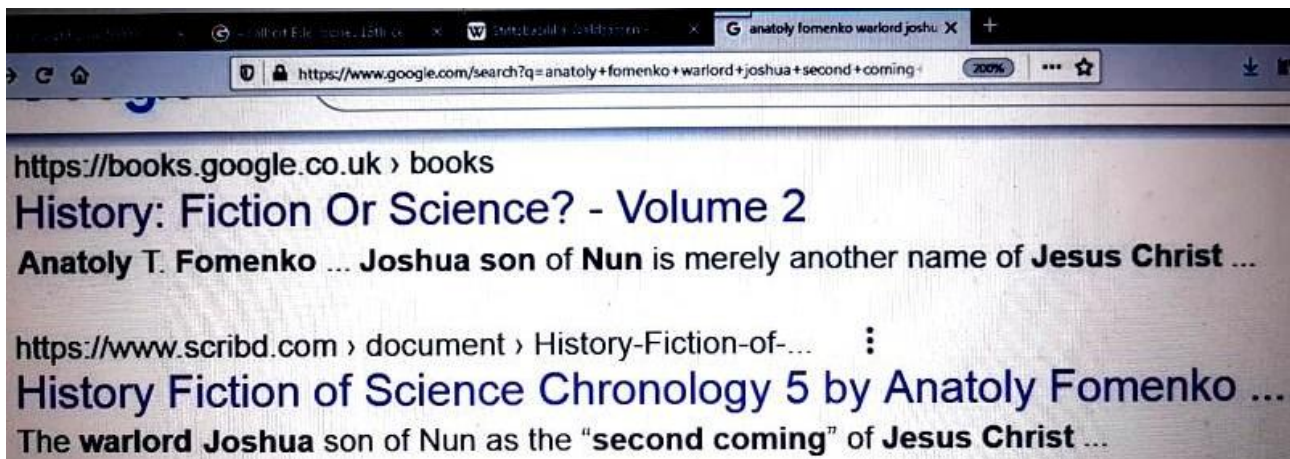 anatoly fomenko warlord joshu
https://www.google.com/search?q=anatoly+fomenko+warlord+joshua+second+coming
200%
https://books.google.co.uk › books
History: Fiction Or Science? - Volume 2
Anatoly T. Fomenko ... Joshua son of Nun is merely another name of Jesus Christ ...
https://www.scribd.com › document › History-Fiction-of-...
History Fiction of Science Chronology 5 by Anatoly Fomenko ...
The warlord Joshua son of Nun as the “second coming” of Jesus Christ ...